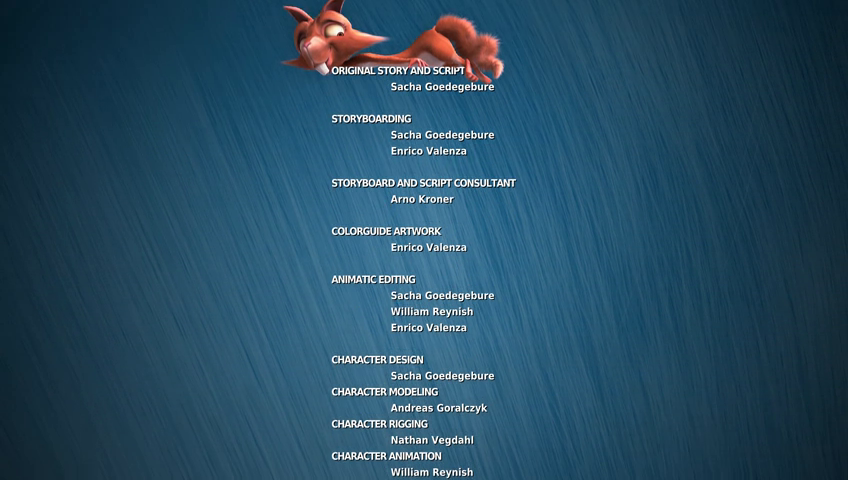 ORIGINAL STORY AND SCRIPT
Sacha Goedegebure
STORYBOARDING
Sacha Goedegebure
Enrico Valenza
STORYBOARD AND SCRIPT CONSULTANT
Arno Kroner
COLORGUIDE ARTWORK
Enrico Valenza
ANIMATIC EDITING
Sacha Goedegebure
William Reynish
Enrico Valenza
CHARACTER DESIGN
Sacha Goedegebure
CHARACTER MODELING
Andreas Goralczyk
CHARACTER RIGGING
Nathan Vegdahl
CHARACTER ANIMATION
William Reynish